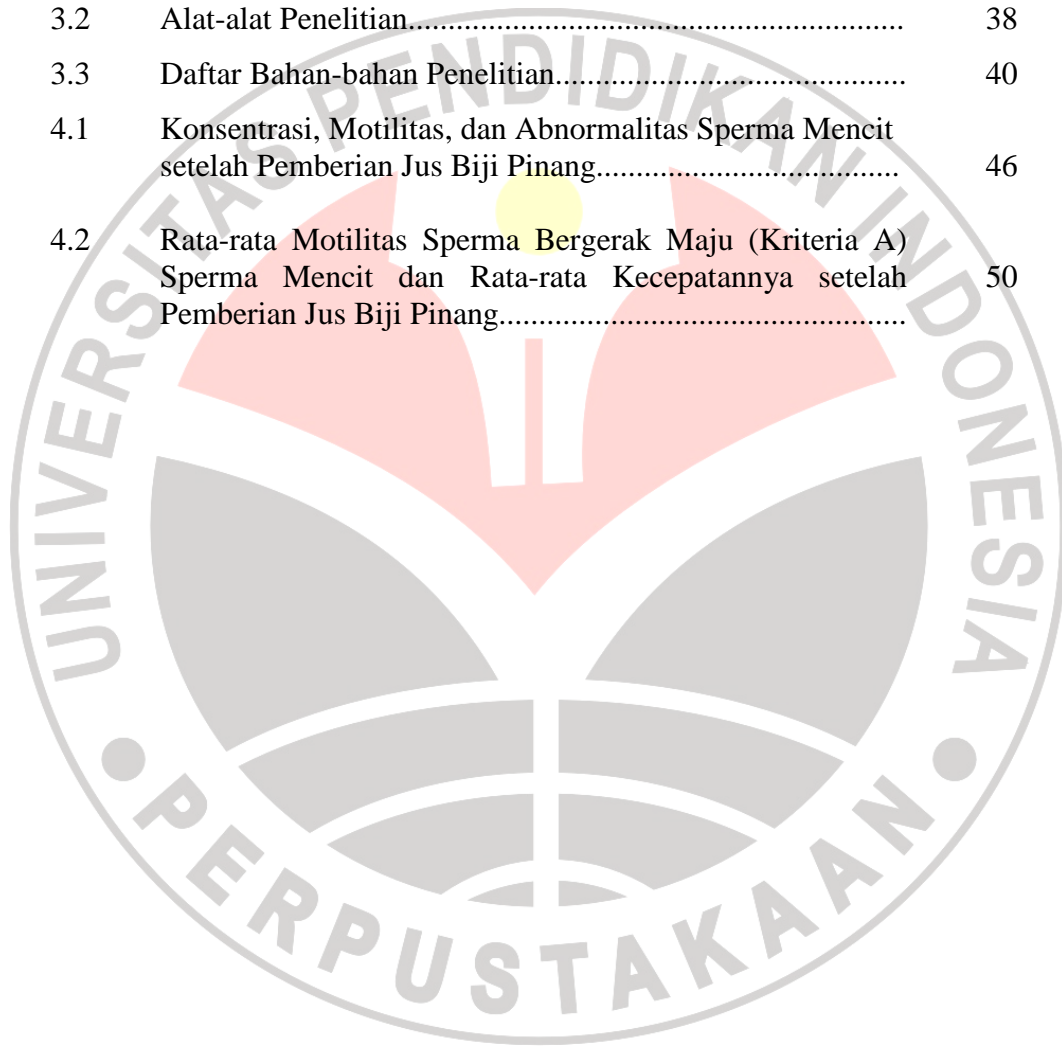 3.2 Alat-alat Penelitian............................................................... 38
3.3 Daftar Bahan-bahan Penelitian............................................. 40
4.1 Konsentrasi, Motilitas, dan Abnormalitas Sperma Mencit
setelah Pemberian Jus Biji Pinang....................................... 46
4.2 Rata-rata Motilitas Sperma Bergerak Maju (Kriteria A)
Sperma Mencit dan Rata-rata Kecepatannya setelah 50
Pemberian Jus Biji Pinang....................................................
UNIVERSITAS PENDIDIKAN INDONESIA
PERPUSTAKAAN